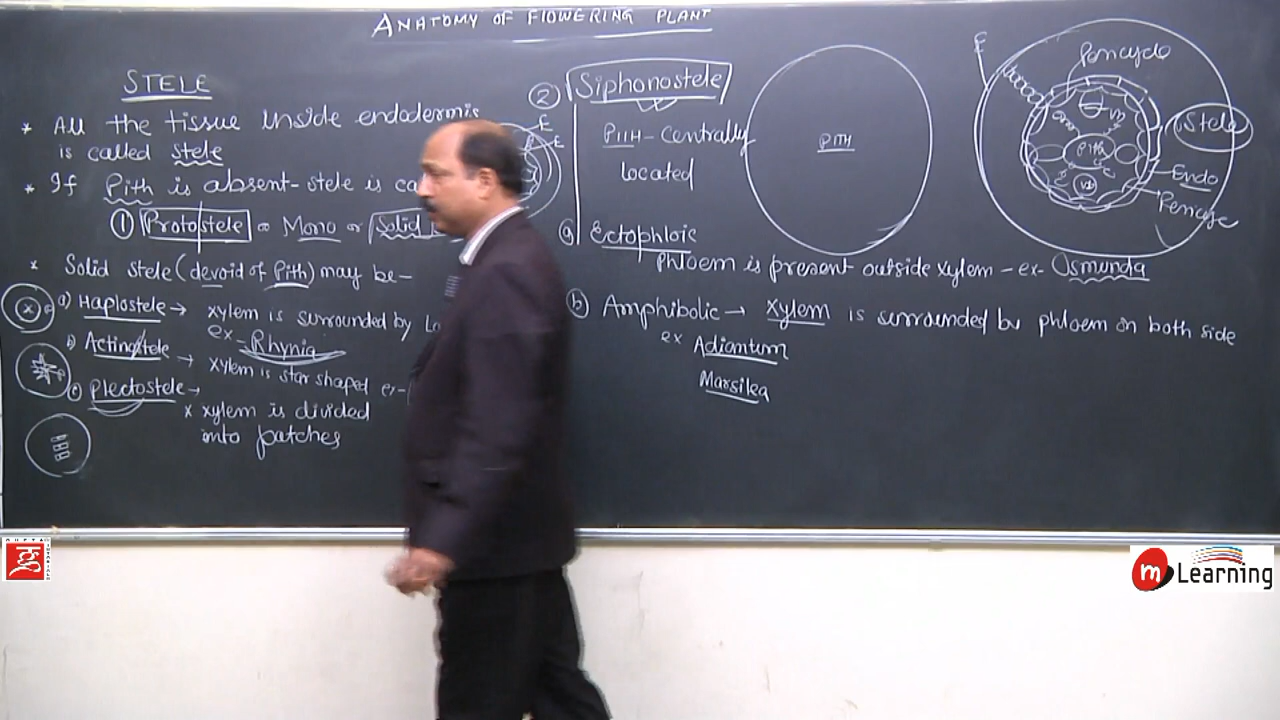 ANATOMY OF FLOWERING PLANT
STELE
* All the tissue inside endodermis
is called stele
* If Pith is absent - stele is
① Protostele or Mono or Solid
* Solid stele (devoid of Pith) may be -
a) Haplostele → xylem is surrounded by
ex - Rhynia
b) Actinostele → xylem is star shaped ex -
c) Plectostele →
* xylem is divided
into patches
x
P
E
E
② Siphonostele
PITH - centrally
located
a) Ectophloic
Phloem is present outside xylem - ex - Osmunda
b) Amphibolic → Xylem is surrounded by phloem on both side
ex Adiantum
Marsilea
PITH
E
Pericycle
Stele
Pith
Endo
Pericycle
GUPTA TUTORIALS
m Learning